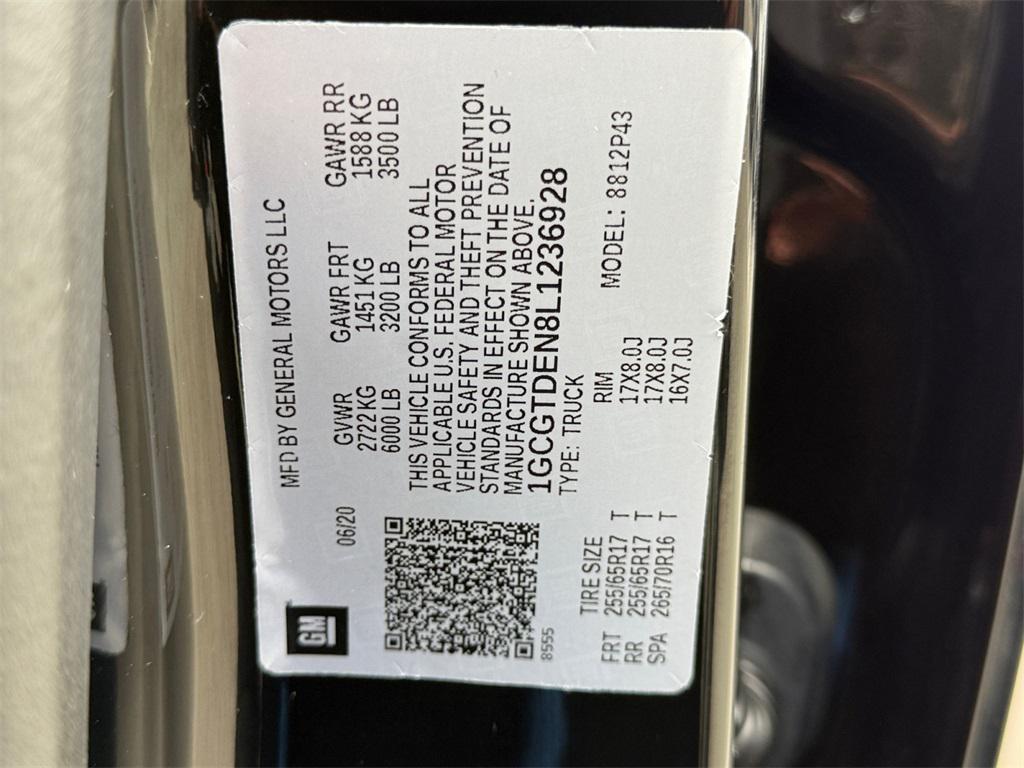 GM
MFD BY GENERAL MOTORS LLC
06/20
GVWR GAWR FRT GAWR RR
2722 KG 1451 KG 1588 KG
6000 LB 3200 LB 3500 LB
THIS VEHICLE CONFORMS TO ALL
APPLICABLE U.S. FEDERAL MOTOR
VEHICLE SAFETY AND THEFT PREVENTION
STANDARDS IN EFFECT ON THE DATE OF
MANUFACTURE SHOWN ABOVE.
1GCGTDEN8L1236928
8555
TYPE: TRUCK MODEL: 8812P43
TIRE SIZE RIM
FRT 255/65R17 T 17X8.0J
RR 255/65R17 T 17X8.0J
SPA 265/70R16 T 16X7.0J